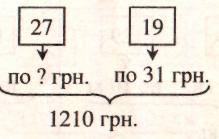 27 19
по ? грн. по 31 грн.
1210 грн.